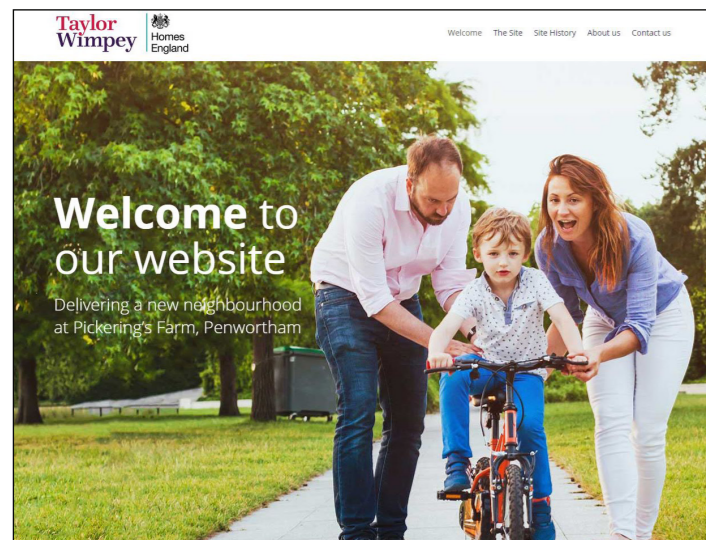 Taylor
Wimpey
Homes
England
Welcome The Site Site History About us Contact us
Welcome to
our website
Delivering a new neighbourhood
at Pickering's Farm, Penwortham